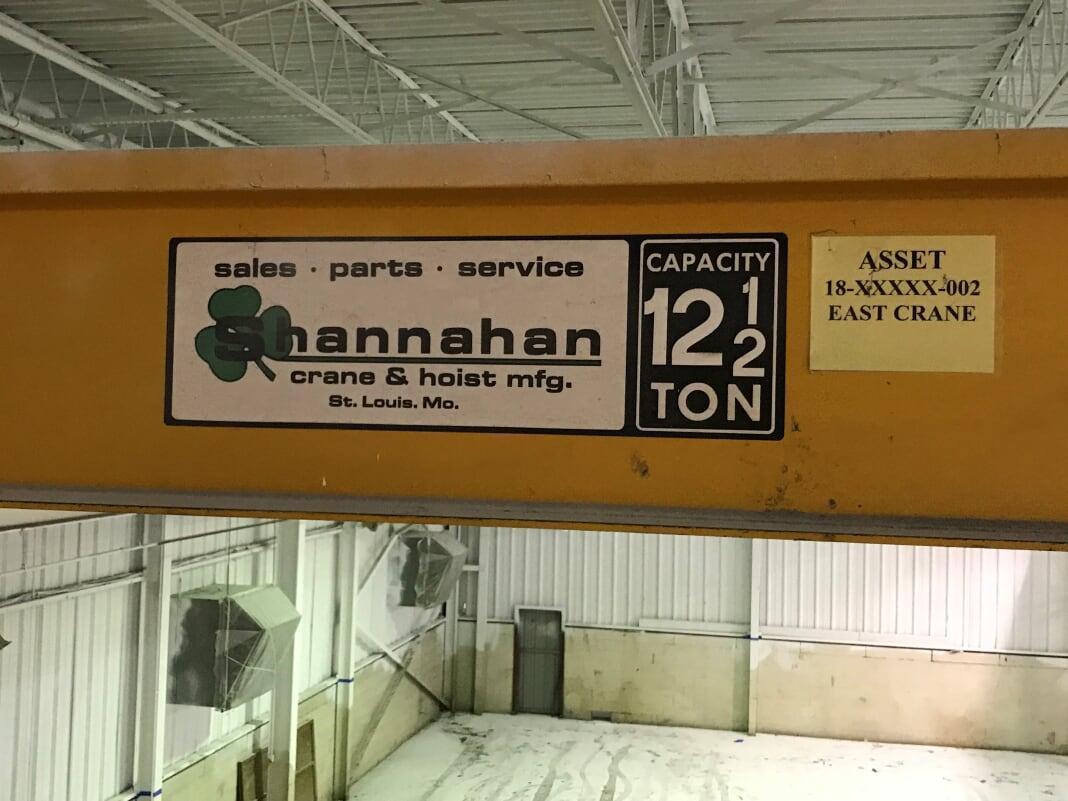 sales · parts · service
Shannahan
crane & hoist mfg.
St. Louis. Mo.
CAPACITY
12 1/2
TON
ASSET
18-XXXXX-002
EAST CRANE